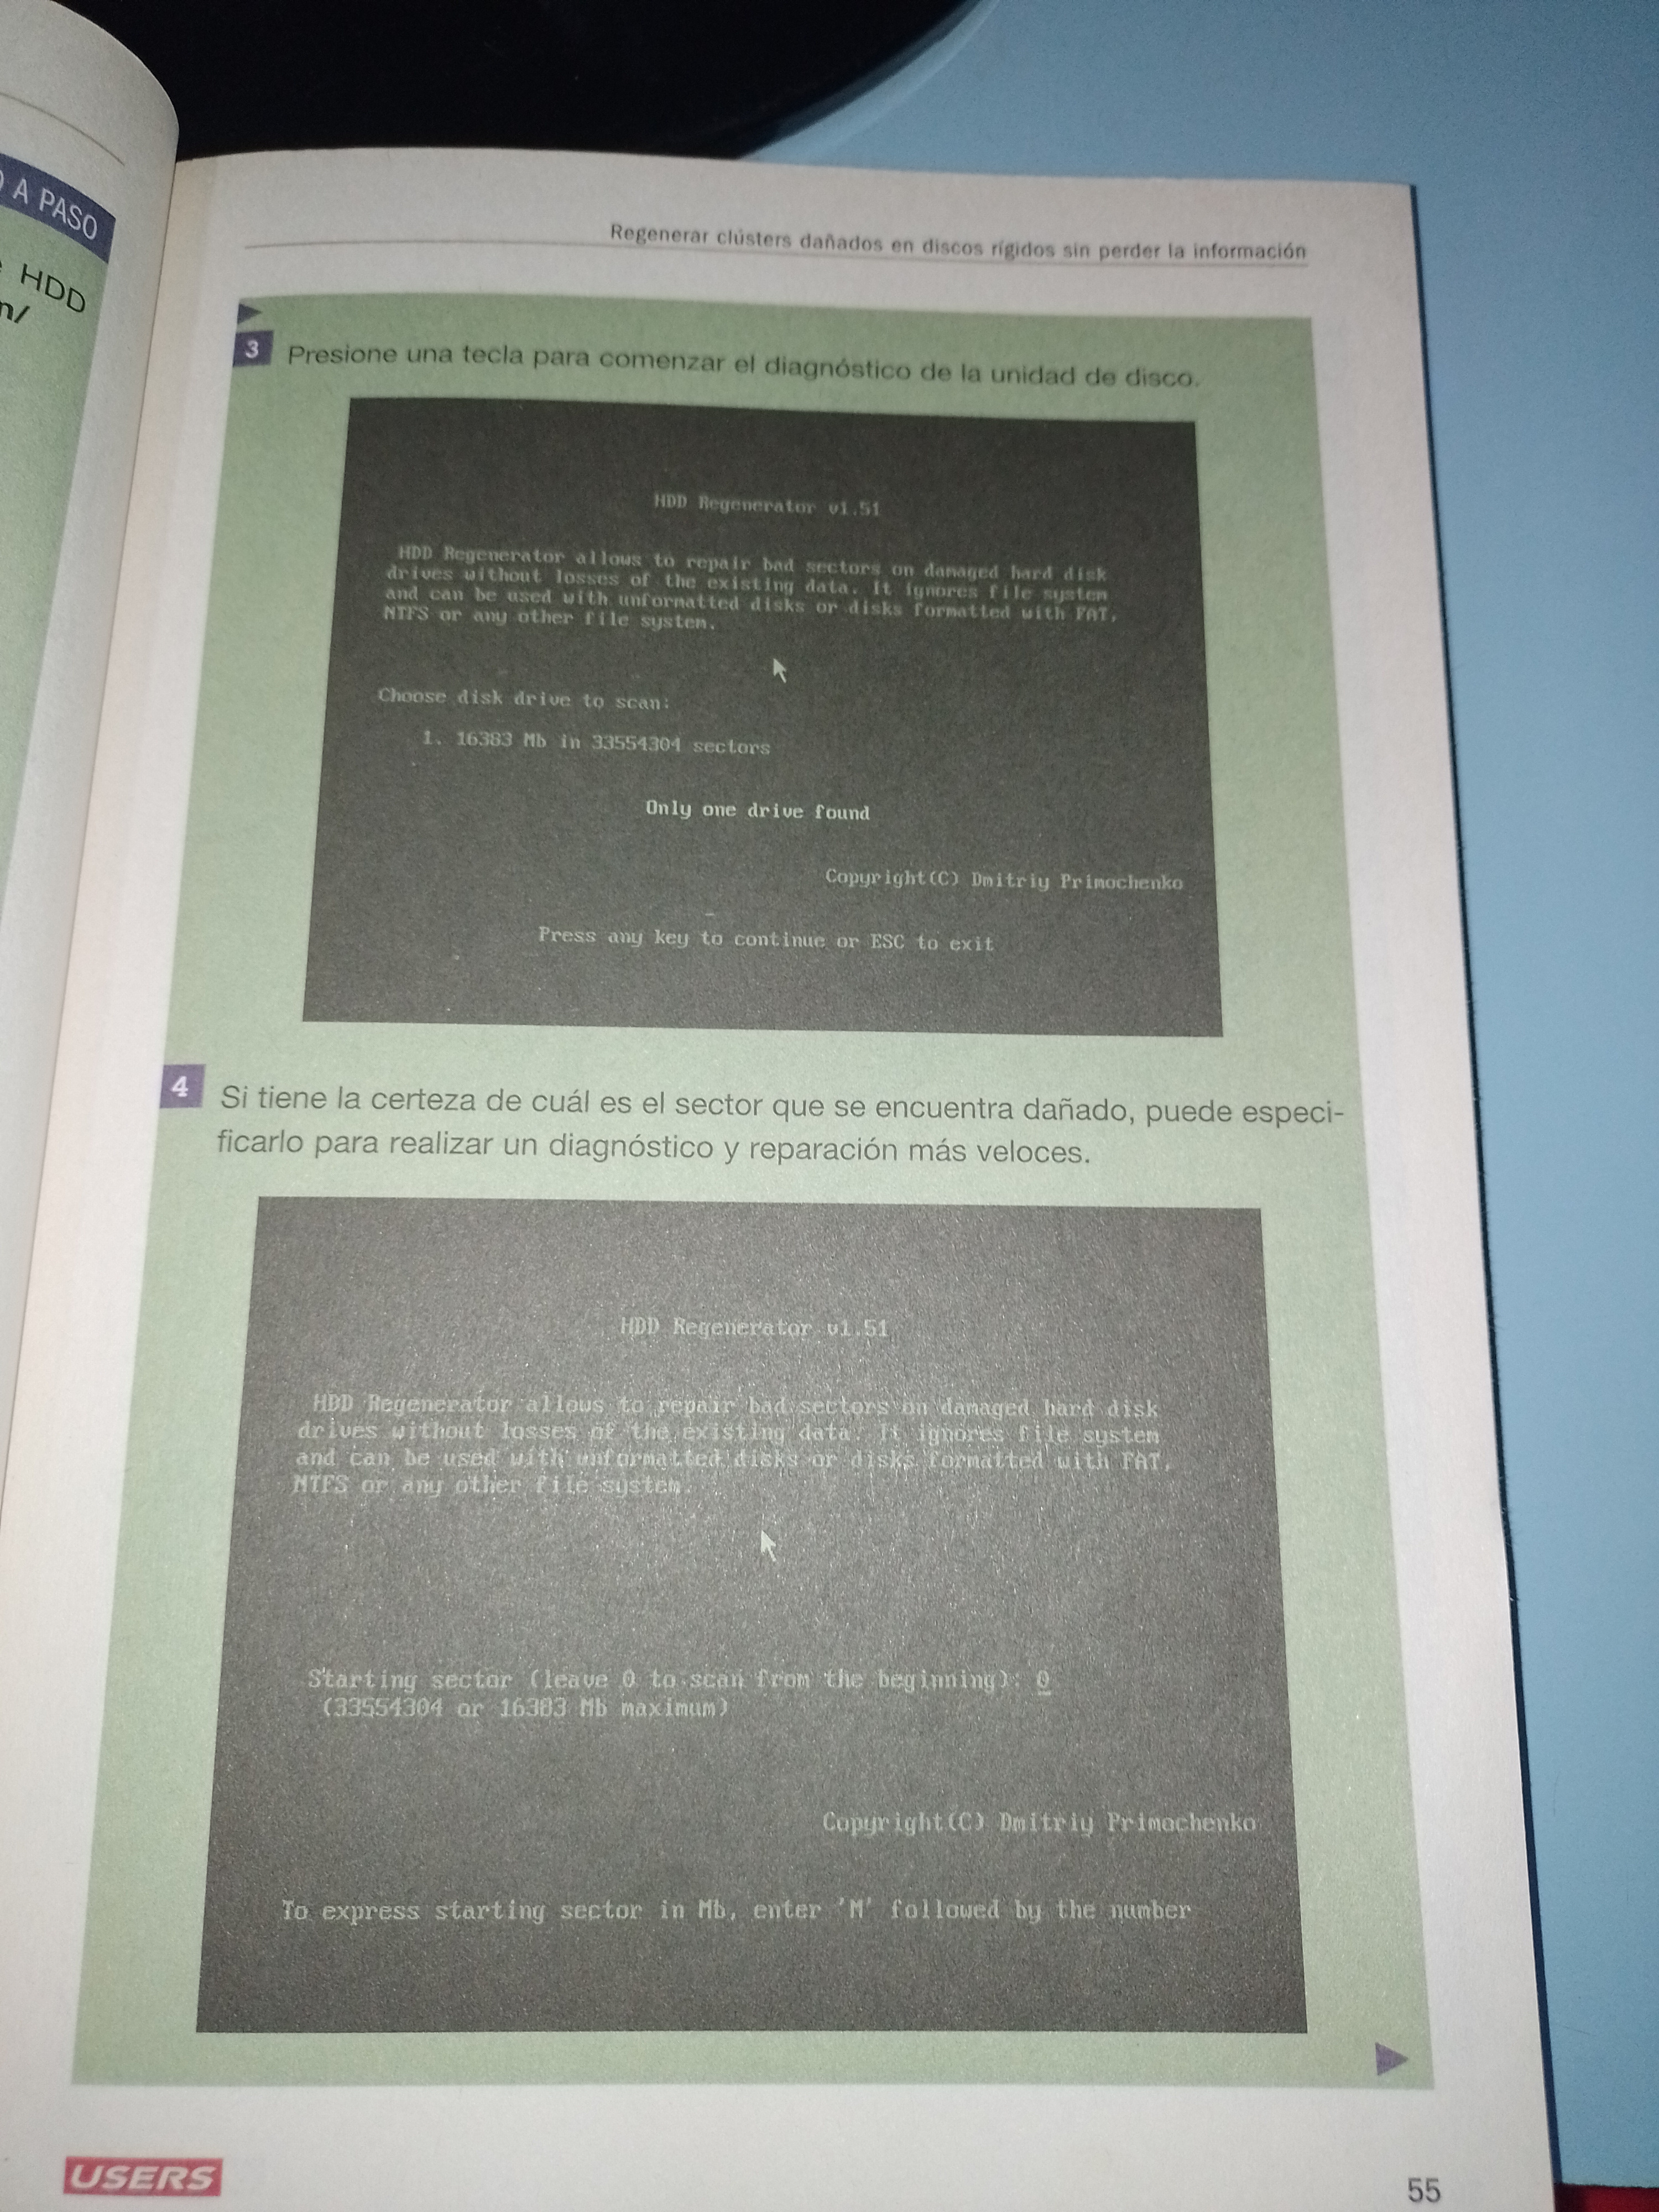 A PASO
HDD
n/
Regenerar clústers dañados en discos rígidos sin perder la información
3 Presione una tecla para comenzar el diagnóstico de la unidad de disco.
HDD Regenerator v1.51
HDD Regenerator allows to repair bad sectors on damaged hard disk
drives without losses of the existing data. It ignores file system
and can be used with unformatted disks or disks formatted with FAT,
NTFS or any other file system.
Choose disk drive to scan:
1. 16383 Mb in 33554304 sectors
Only one drive found
Copyright(C) Dmitriy Primochenko
Press any key to continue or ESC to exit
4 Si tiene la certeza de cuál es el sector que se encuentra dañado, puede especi-
ficarlo para realizar un diagnóstico y reparación más veloces.
HDD Regenerator v1.51
HDD Regenerator allows to repair bad sectors on damaged hard disk
drives without losses of the existing data. It ignores file system
and can be used with unformatted disks or disks formatted with FAT,
NTFS or any other file system.
Starting sector (leave 0 to scan from the beginning): 0
(33554304 or 16383 Mb maximum)
Copyright(C) Dmitriy Primochenko
To express starting sector in Mb, enter 'M' followed by the number
USERS
55